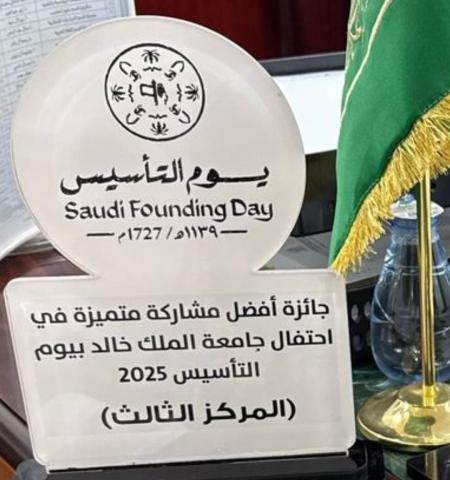 يوم التأسيس
Saudi Founding Day
١١٣٩هـ / 1727م
جائزة أفضل مشاركة متميزة في
احتفال جامعة الملك خالد بيوم
التأسيس 2025
(المركز الثالث)